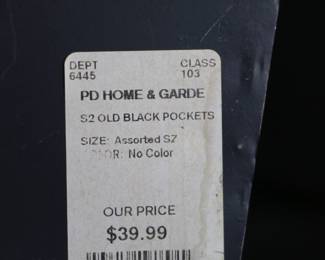 DEPT CLASS
6445 103
PD HOME & GARDE
S2 OLD BLACK POCKETS
SIZE: Assorted SZ
COLOR: No Color
OUR PRICE
$39.99